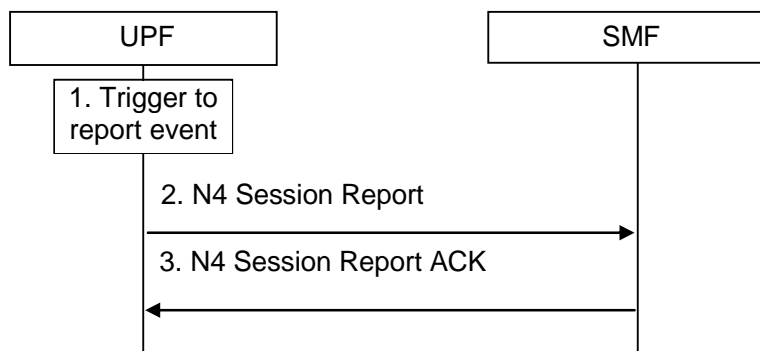 UPF
SMF
1. Trigger to
report event
2. N4 Session Report
3. N4 Session Report ACK